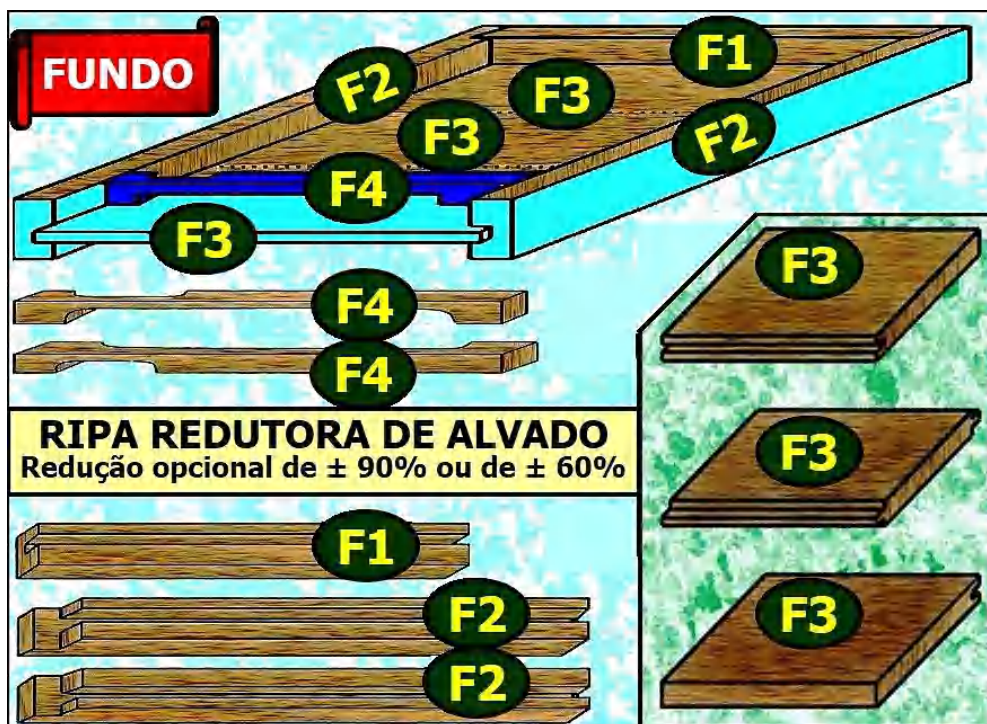 FUNDO
F1
F2
F3
F3
F2
F4
F3
F3
F4
F4
F3
RIPA REDUTORA DE ALVADO
Redução opcional de ± 90% ou de ± 60%
F1
F2
F3
F2